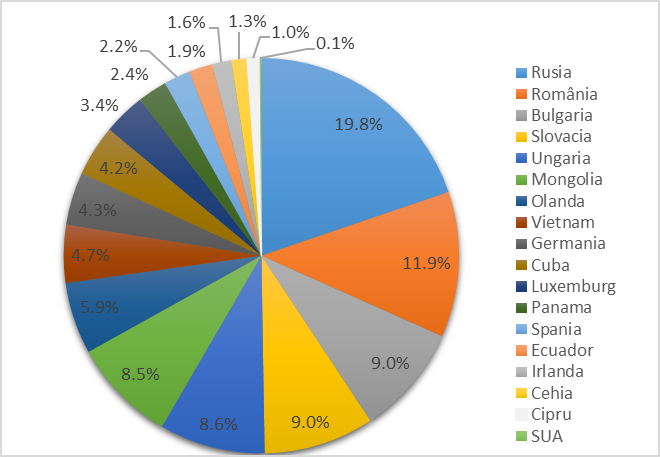 1.6%
1.3%
1.0%
0.1%
2.2%
1.9%
2.4%
3.4%
4.2%
4.3%
4.7%
5.9%
8.5%
8.6%
9.0%
9.0%
11.9%
19.8%
Rusia
România
Bulgaria
Slovacia
Ungaria
Mongolia
Olanda
Vietnam
Germania
Cuba
Luxemburg
Panama
Spania
Ecuador
Irlanda
Cehia
Cipru
SUA